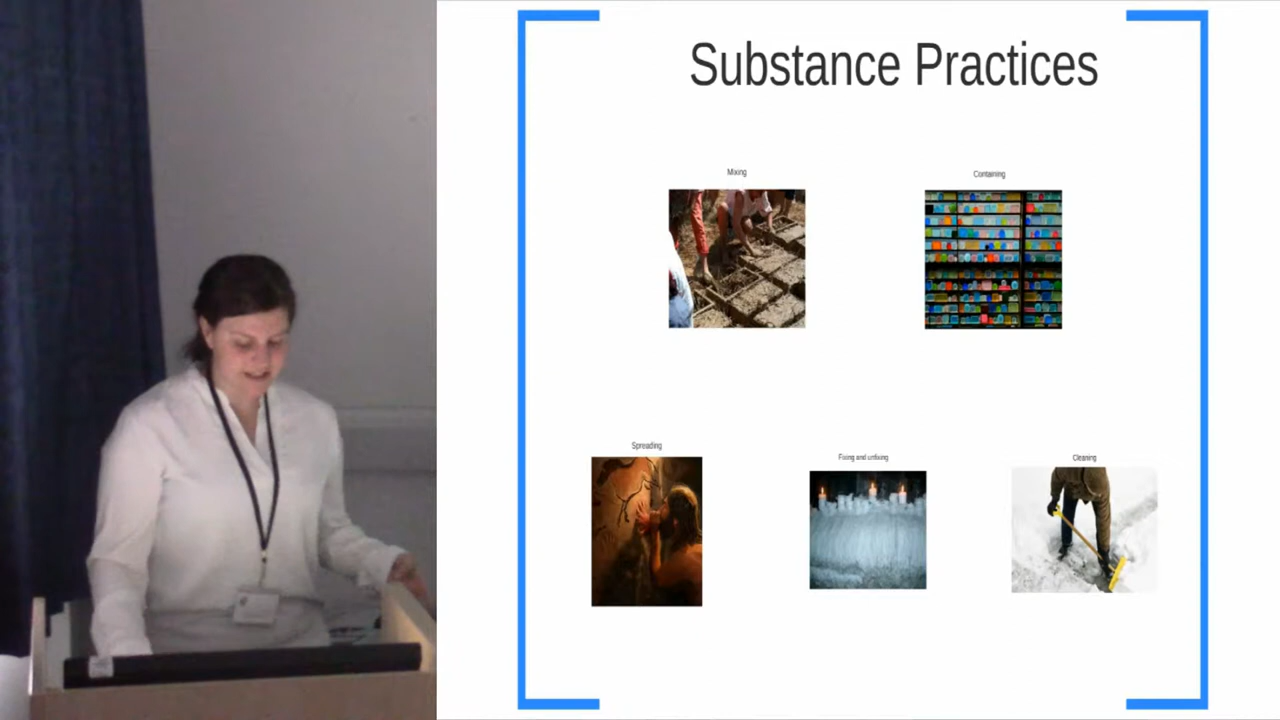 Substance Practices
Mixing
Containing
Spreading
Fixing and unfixing
Cleaning